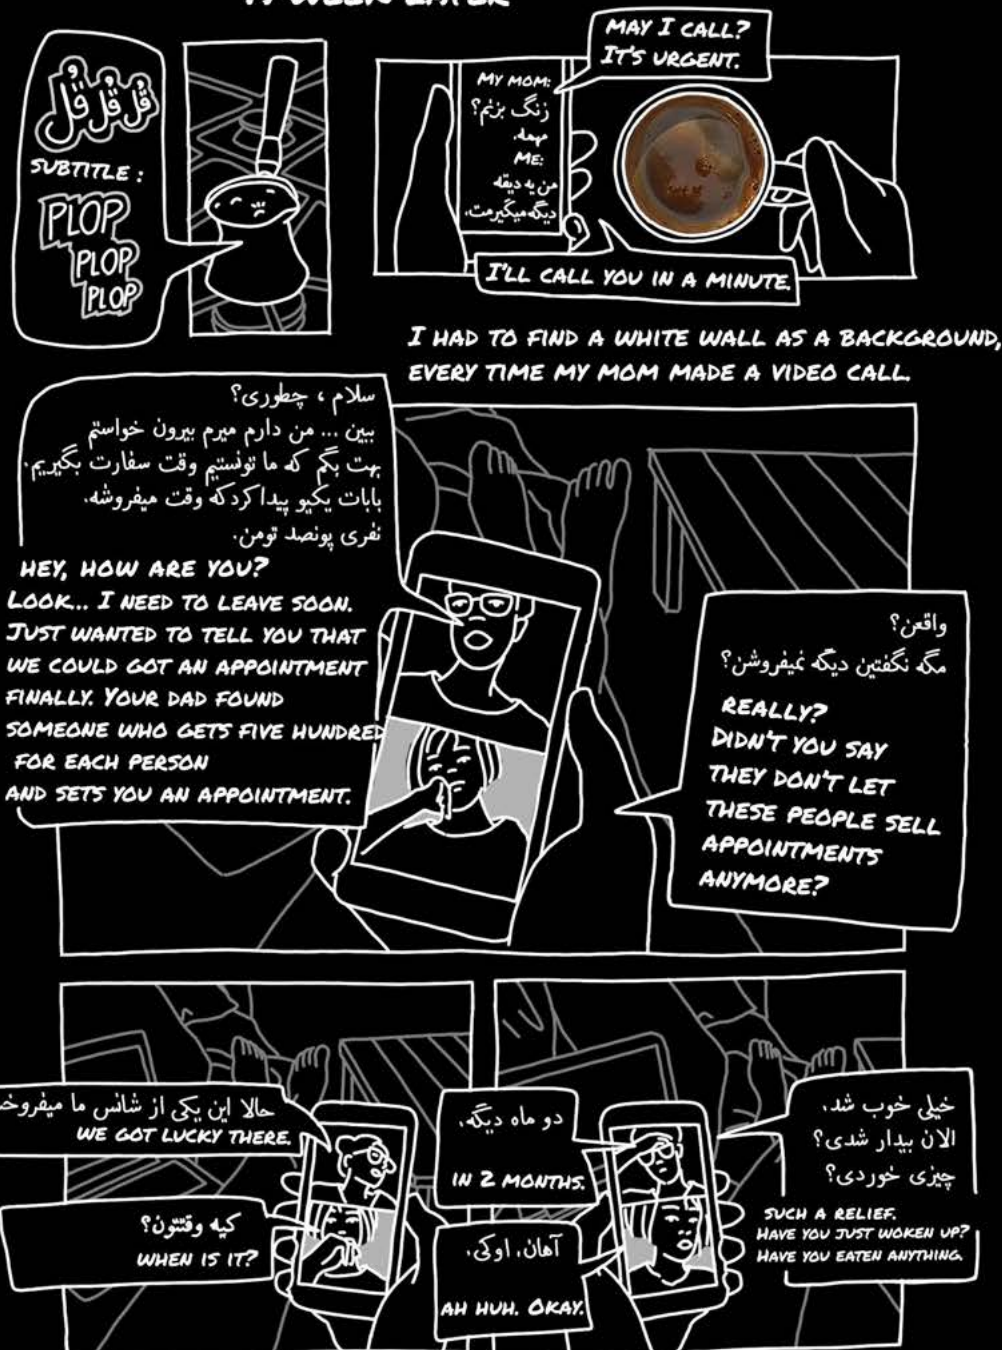 قُل قُل قُل
SUBTITLE:
PLOP
PLOP
PLOP
MAY I CALL?
IT'S URGENT.
MY MOM:
زنگ بزنم؟
مهمه.
ME:
من یه دیقه
دیگه میگیرمت.
I'LL CALL YOU IN A MINUTE.
I HAD TO FIND A WHITE WALL AS A BACKGROUND,
EVERY TIME MY MOM MADE A VIDEO CALL.
سلام ، چطوری؟
ببین ... من دارم میرم بیرون خواستم
بهت بگم که ما تونستیم وقت سفارت بگیریم.
بابات یکیو پیدا کرد که وقت میفروشه.
نفری پونصد تومن.
HEY, HOW ARE YOU?
LOOK... I NEED TO LEAVE SOON.
JUST WANTED TO TELL YOU THAT
WE COULD GOT AN APPOINTMENT
FINALLY. YOUR DAD FOUND
SOMEONE WHO GETS FIVE HUNDRED
FOR EACH PERSON
AND SETS YOU AN APPOINTMENT.
واقعن؟
مگه نگفتین دیگه نمیفروشن؟
REALLY?
DIDN'T YOU SAY
THEY DON'T LET
THESE PEOPLE SELL
APPOINTMENTS
ANYMORE?
حالا این یکی از شانس ما میفروخ
WE GOT LUCKY THERE.
کیه وقتتون؟
WHEN IS IT?
دو ماه دیگه.
IN 2 MONTHS.
آهان. اوکی.
AH HUH. OKAY.
خیلی خوب شد.
الان بیدار شدی؟
چیزی خوردی؟
SUCH A RELIEF.
HAVE YOU JUST WOKEN UP?
HAVE YOU EATEN ANYTHING.